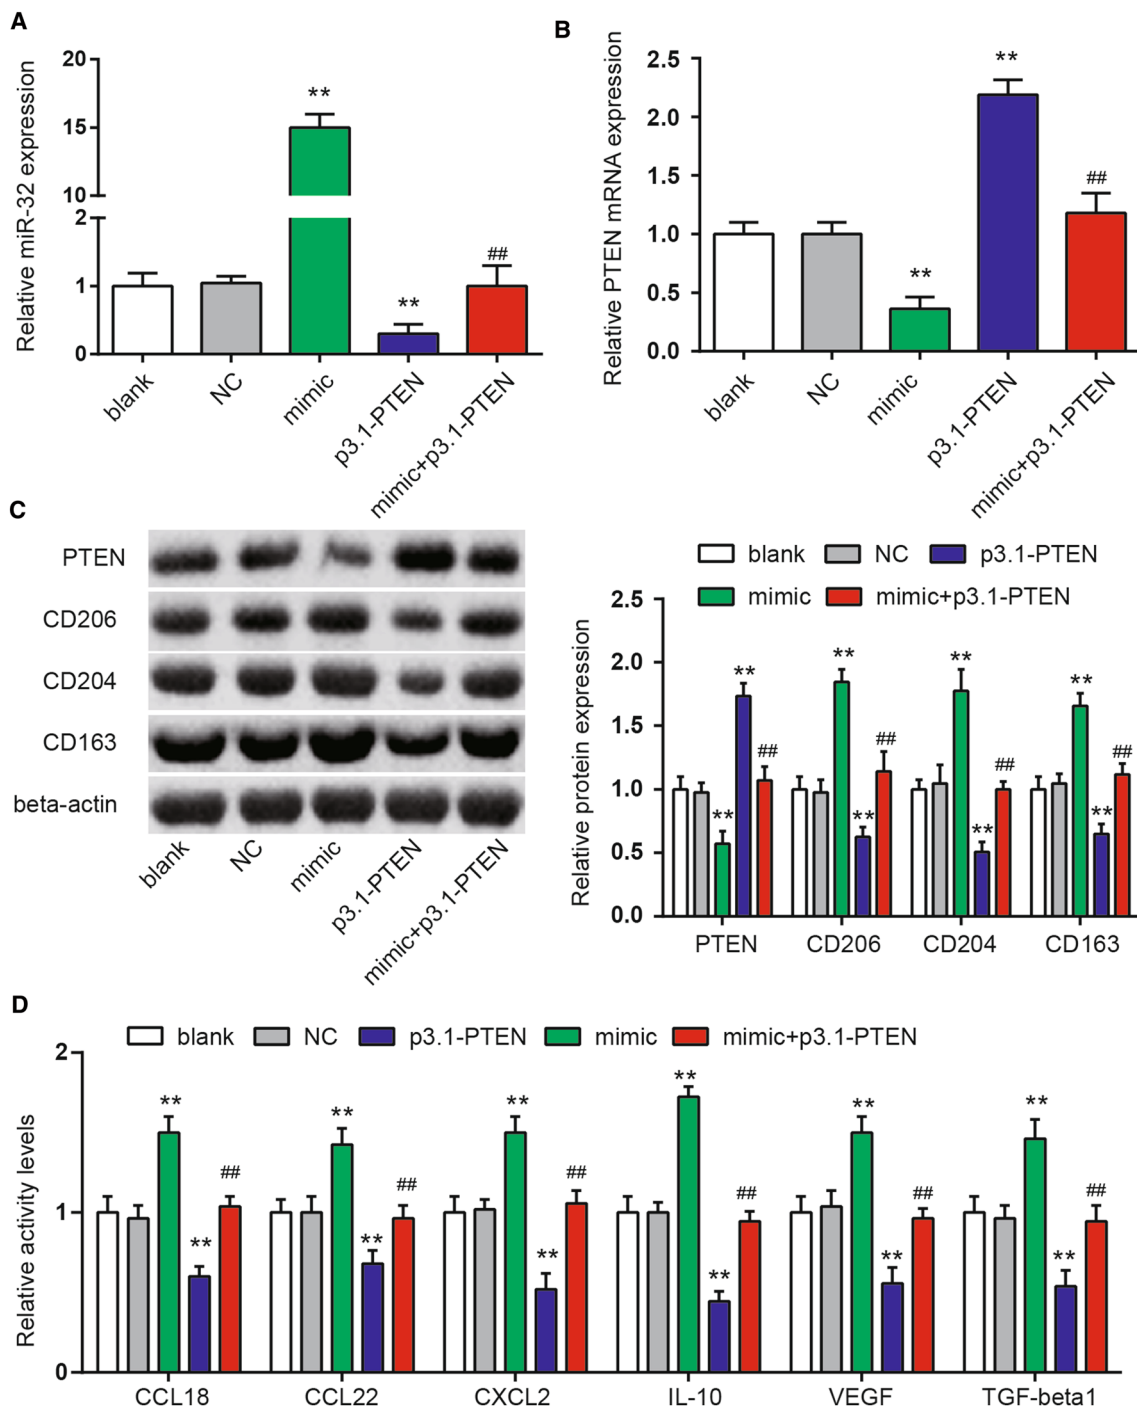 A
Relative miR-32 expression
20
15
10
2
1
0
**
**
##
blank
NC
mimic
p3.1-PTEN
mimic+p3.1-PTEN
B
Relative PTEN mRNA expression
2.5
2.0
1.5
1.0
0.5
0.0
**
**
##
blank
NC
mimic
p3.1-PTEN
mimic+p3.1-PTEN
C
PTEN
CD206
CD204
CD163
beta-actin
blank
NC
mimic
p3.1-PTEN
mimic+p3.1-PTEN
blank NC p3.1-PTEN
mimic mimic+p3.1-PTEN
Relative protein expression
2.5
2.0
1.5
1.0
0.5
0.0
** ** ##
** ** ##
** ** ##
** ** ##
PTEN CD206 CD204 CD163
D
blank NC p3.1-PTEN mimic mimic+p3.1-PTEN
Relative activity levels
2
1
0
** ** ##
** ** ##
** ** ##
** ** ##
** ** ##
** ** ##
CCL18 CCL22 CXCL2 IL-10 VEGF TGF-beta1